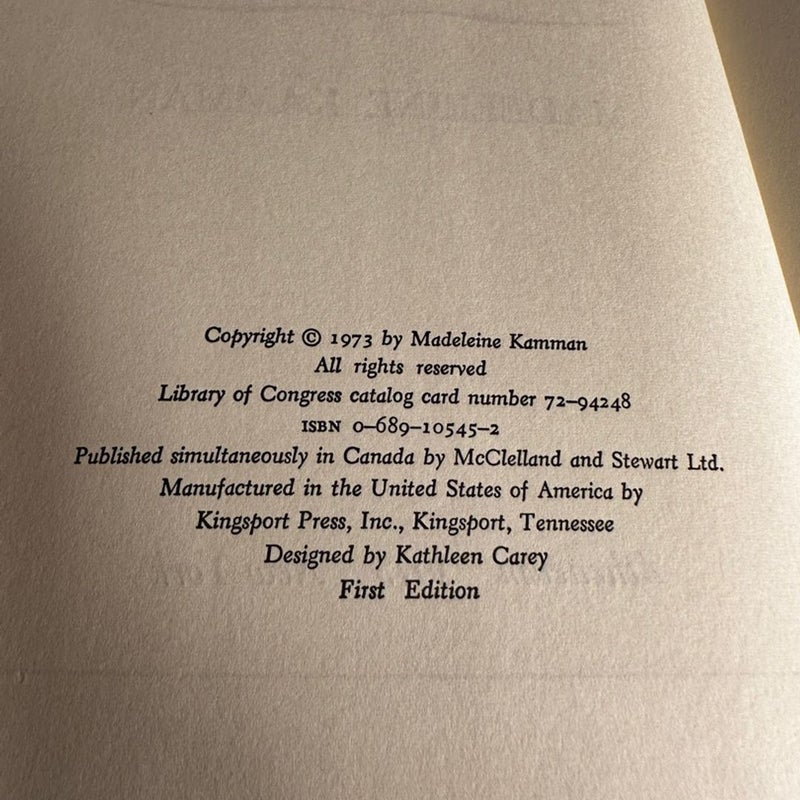 Copyright © 1973 by Madeleine Kamman
All rights reserved
Library of Congress catalog card number 72–94248
ISBN 0–689–10545–2
Published simultaneously in Canada by McClelland and Stewart Ltd.
Manufactured in the United States of America by
Kingsport Press, Inc., Kingsport, Tennessee
Designed by Kathleen Carey
First Edition